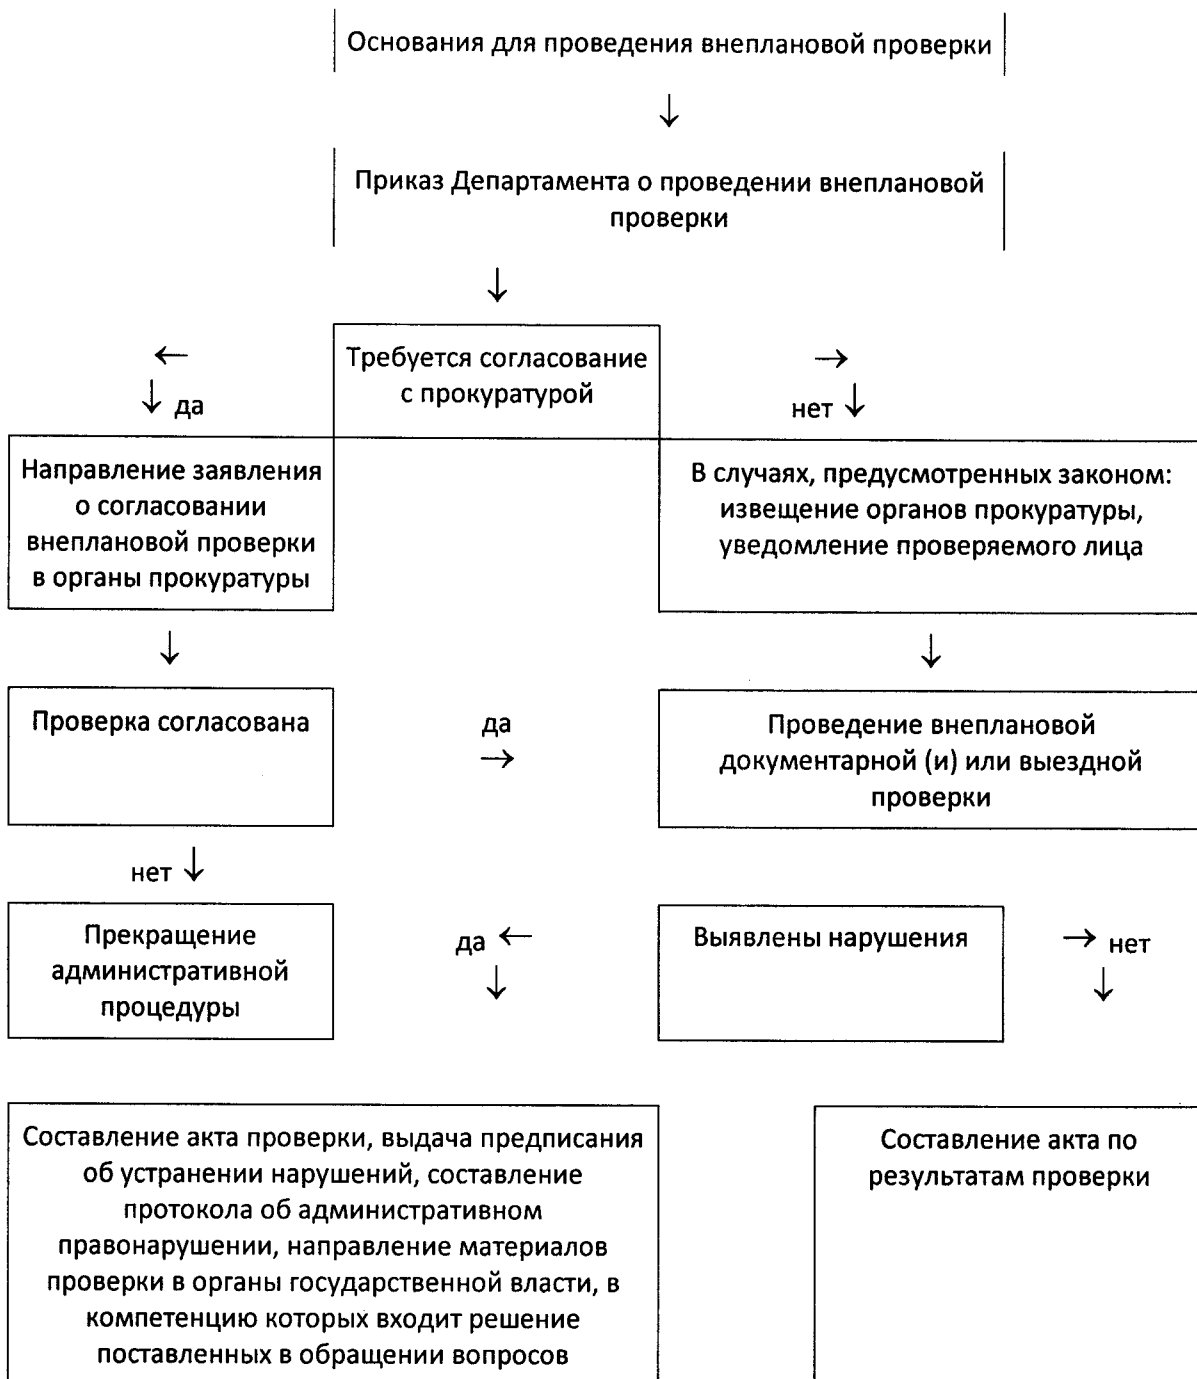 Основания для проведения внеплановой проверки
↓
Приказ Департамента о проведении внеплановой
проверки
↓
← Требуется согласование →
↓ да с прокуратурой нет ↓
Направление заявления
о согласовании
внеплановой проверки
в органы прокуратуры
В случаях, предусмотренных законом:
извещение органов прокуратуры,
уведомление проверяемого лица
↓ ↓
Проверка согласована
да
→
Проведение внеплановой
документарной (и) или выездной
проверки
нет ↓
Прекращение
административной
процедуры
да ←
↓
Выявлены нарушения
→ нет
↓
Составление акта проверки, выдача предписания
об устранении нарушений, составление
протокола об административном
правонарушении, направление материалов
проверки в органы государственной власти, в
компетенцию которых входит решение
поставленных в обращении вопросов
Составление акта по
результатам проверки